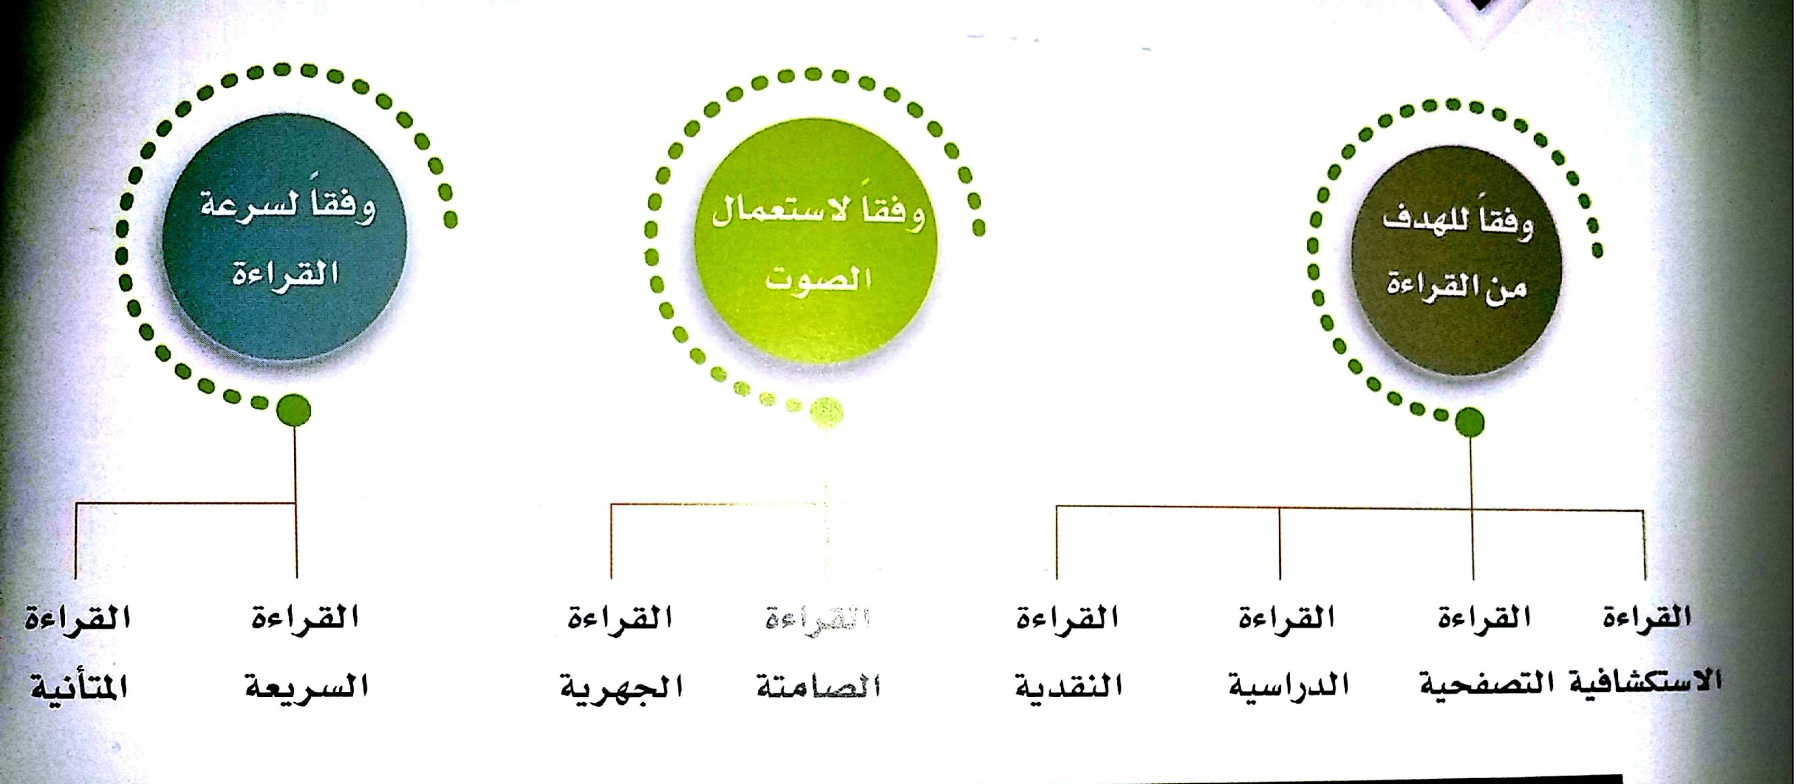 وفقاً للهدف
من القراءة
القراءة الاستكشافية
القراءة التصفحية
القراءة الدراسية
القراءة النقدية
وفقاً لاستعمال
الصوت
القراءة الصامتة
القراءة الجهرية
وفقاً لسرعة
القراءة
القراءة السريعة
القراءة المتأنية